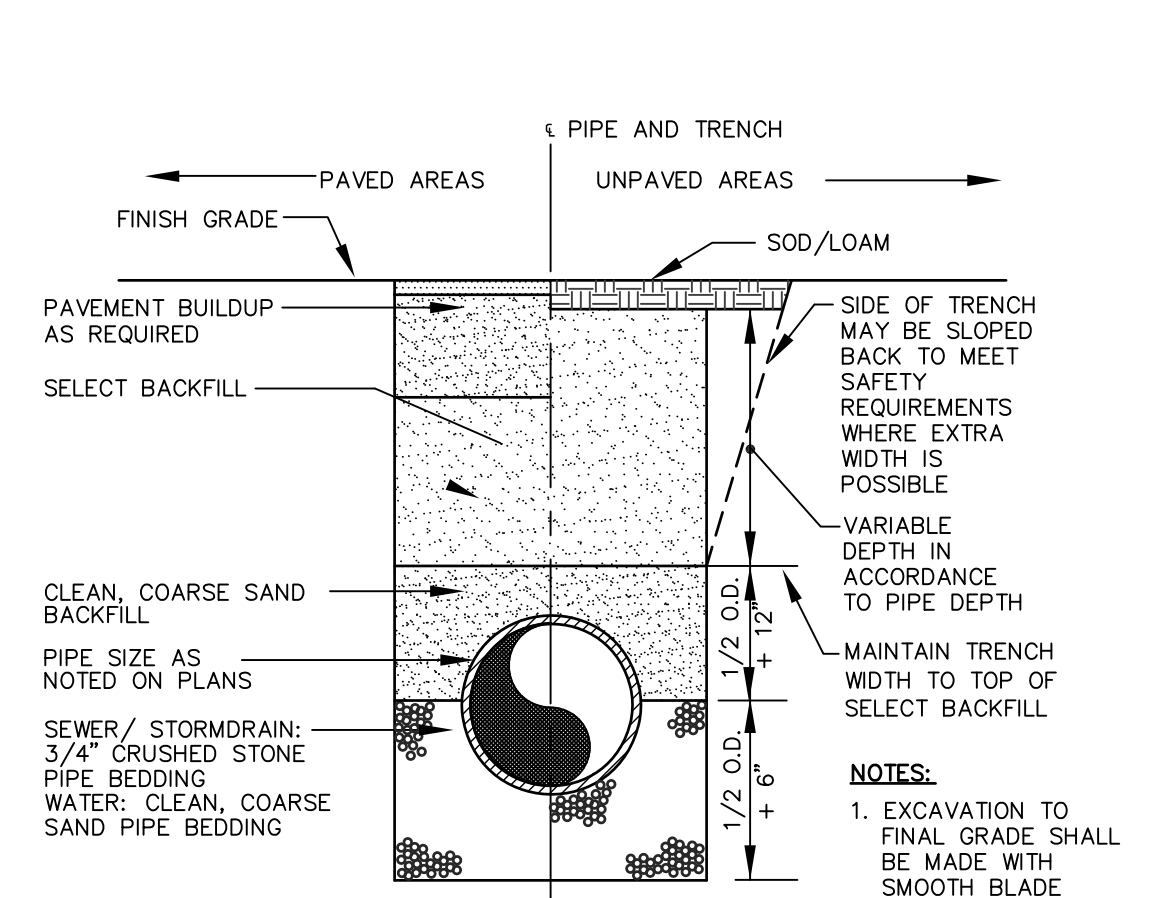 ℄ PIPE AND TRENCH
PAVED AREAS
UNPAVED AREAS
FINISH GRADE
SOD/LOAM
PAVEMENT BUILDUP
AS REQUIRED
SELECT BACKFILL
SIDE OF TRENCH
MAY BE SLOPED
BACK TO MEET
SAFETY
REQUIREMENTS
WHERE EXTRA
WIDTH IS
POSSIBLE
VARIABLE
DEPTH IN
ACCORDANCE
TO PIPE DEPTH
CLEAN, COARSE SAND
BACKFILL
1/2 O.D.
+ 12"
PIPE SIZE AS
NOTED ON PLANS
MAINTAIN TRENCH
WIDTH TO TOP OF
SELECT BACKFILL
SEWER/ STORMDRAIN:
3/4" CRUSHED STONE
PIPE BEDDING
WATER: CLEAN, COARSE
SAND PIPE BEDDING
1/2 O.D.
+ 6"
NOTES:
1. EXCAVATION TO
FINAL GRADE SHALL
BE MADE WITH
SMOOTH BLADE